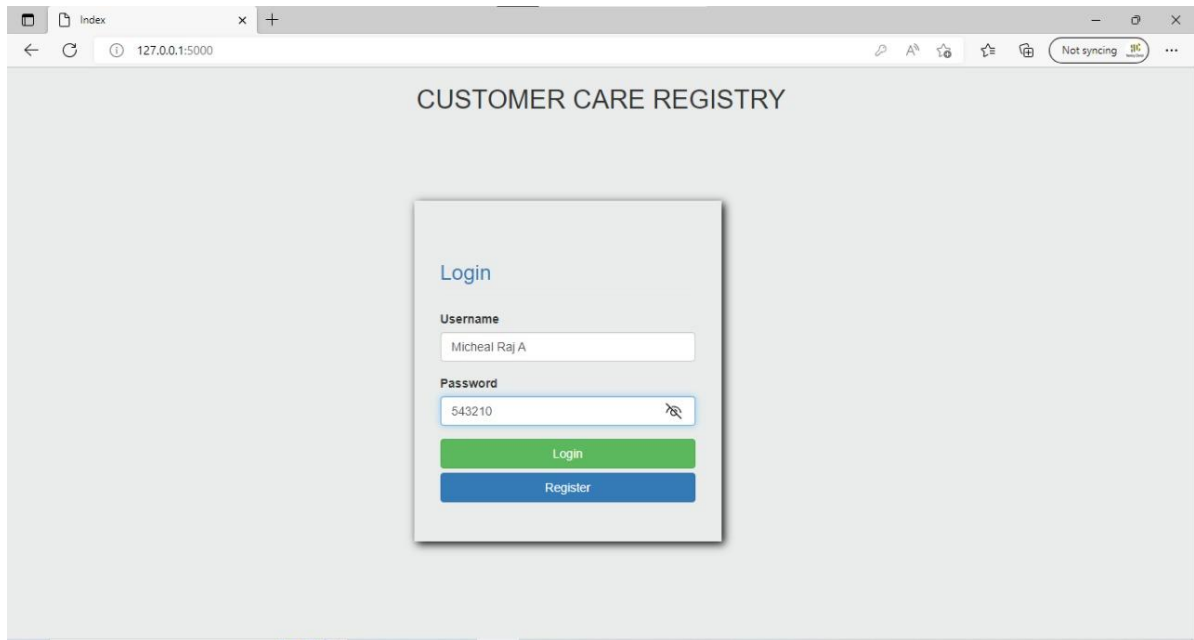 Index
127.0.0.1:5000
Not syncing
CUSTOMER CARE REGISTRY
Login
Username
Micheal Raj A
Password
543210
Login
Register